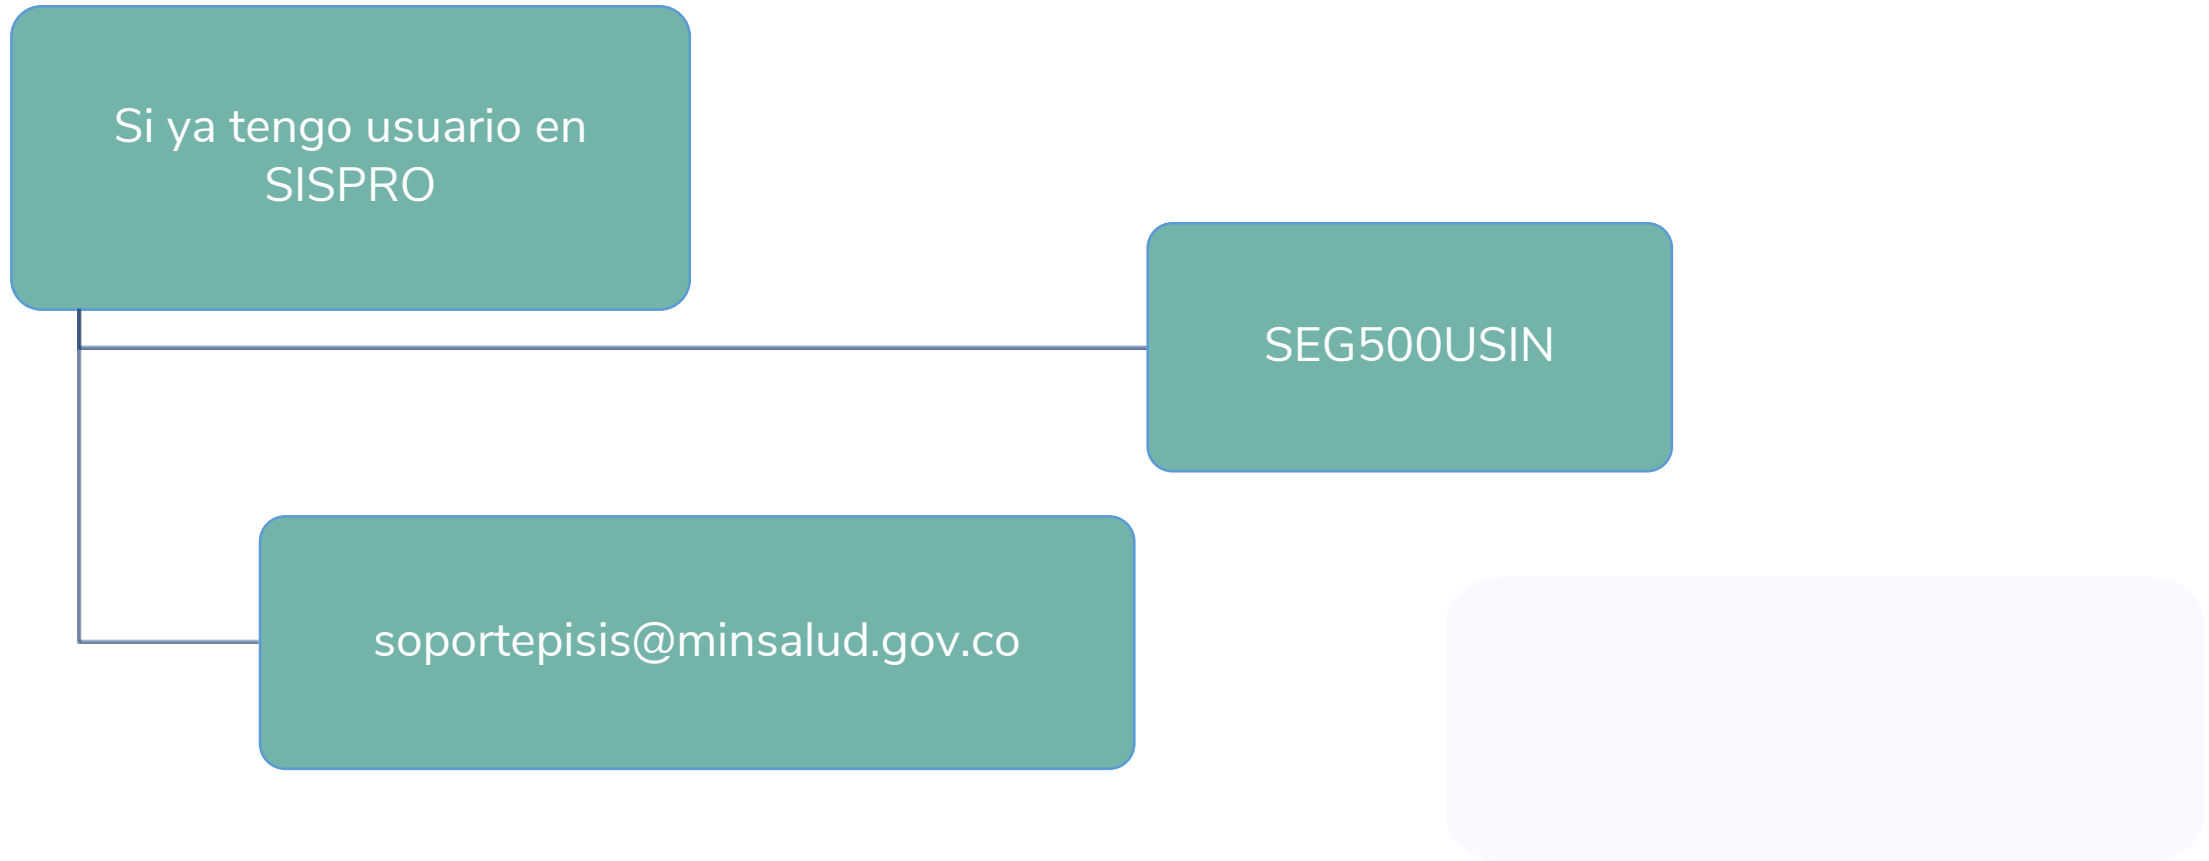 Si ya tengo usuario en
SISPRO
SEG500USIN
soportepisis@minsalud.gov.co